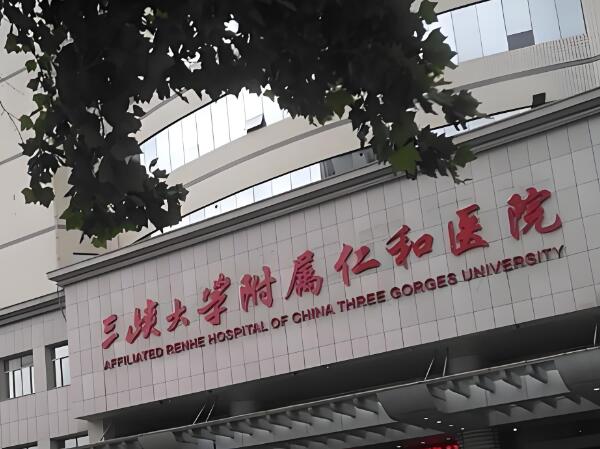 三峡大学附属仁和医院
AFFILIATED RENHE HOSPITAL OF CHINA THREE GORGES UNIVERSITY